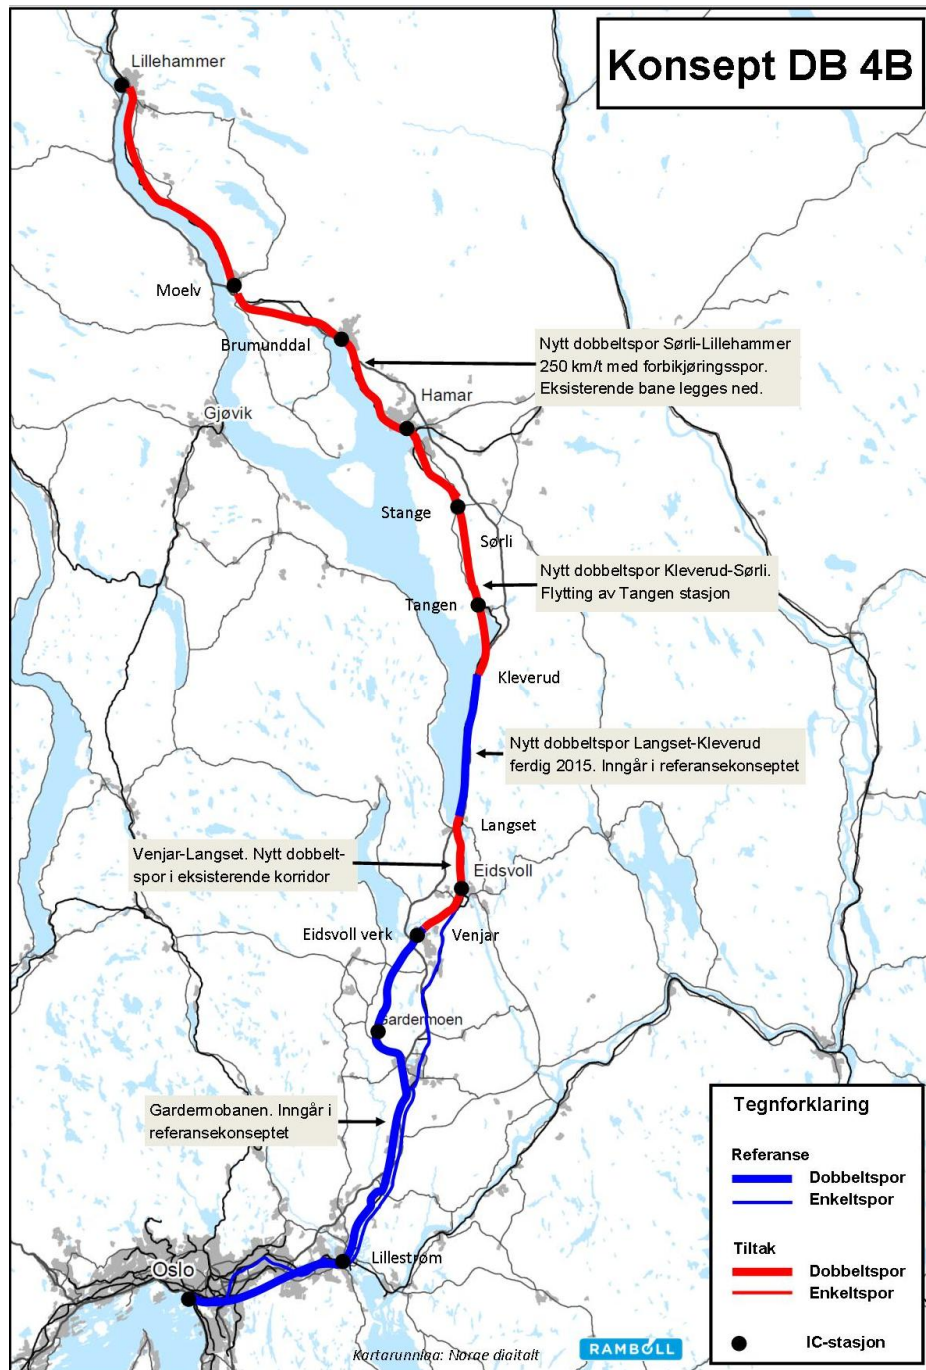 Konsept DB 4B
Lillehammer
Moelv
Brumunddal
Nytt dobbeltspor Sørli-Lillehammer
250 km/t med forbikjøringsspor.
Eksisterende bane legges ned.
Hamar
Gjøvik
Stange
Sørli
Nytt dobbeltspor Kleverud-Sørli.
Flytting av Tangen stasjon
Tangen
Kleverud
Nytt dobbeltspor Langset-Kleverud
ferdig 2015. Inngår i referansekonseptet
Langset
Venjar-Langset. Nytt dobbelt-
spor i eksisterende korridor
Eidsvoll
Eidsvoll verk
Venjar
Gardermoen
Gardermobanen. Inngår i
referansekonseptet
Lillestrøm
Oslo
Tegnforklaring
Referanse
Dobbeltspor
Enkeltspor
Tiltak
Dobbeltspor
Enkeltspor
IC-stasjon
Kartgrunnlag: Norge digitalt
RAMBOLL